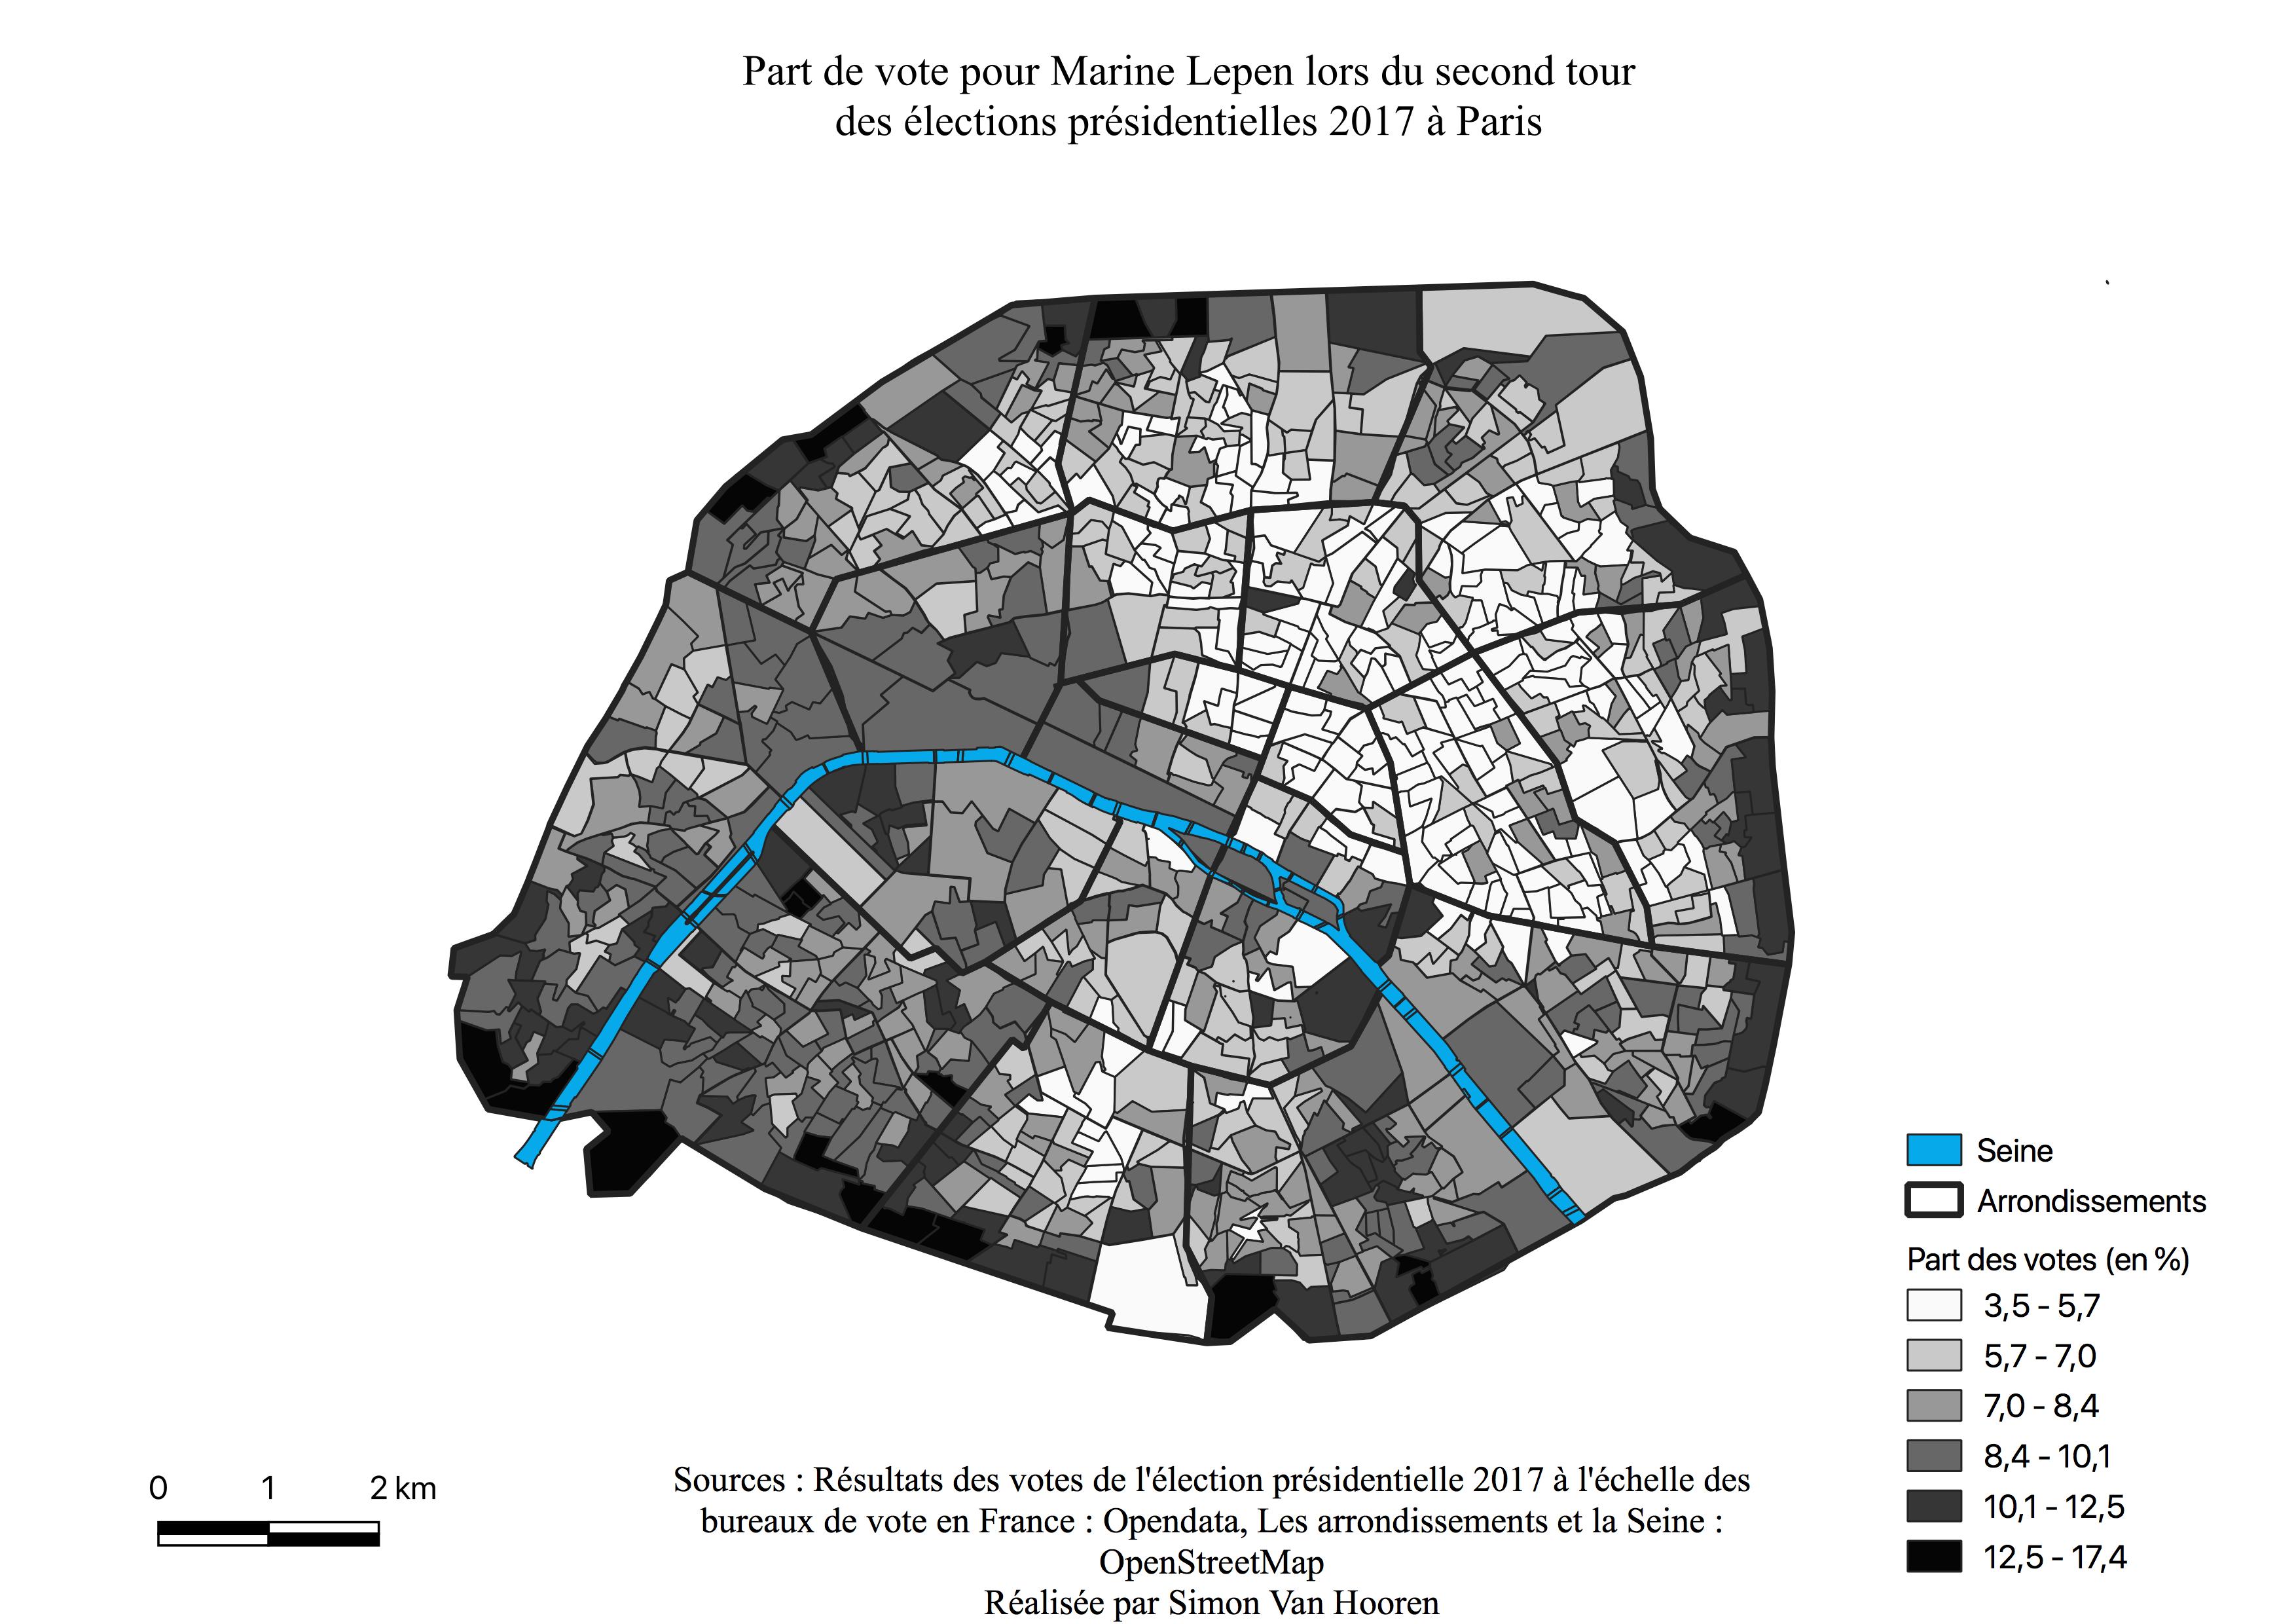 Part de vote pour Marine Lepen lors du second tour
des élections présidentielles 2017 à Paris
Seine
Arrondissements
Part des votes (en %)
3,5 - 5,7
5,7 - 7,0
7,0 - 8,4
8,4 - 10,1
10,1 - 12,5
12,5 - 17,4
0 1 2 km
Sources : Résultats des votes de l'élection présidentielle 2017 à l'échelle des
bureaux de vote en France : Opendata, Les arrondissements et la Seine :
OpenStreetMap
Réalisée par Simon Van Hooren